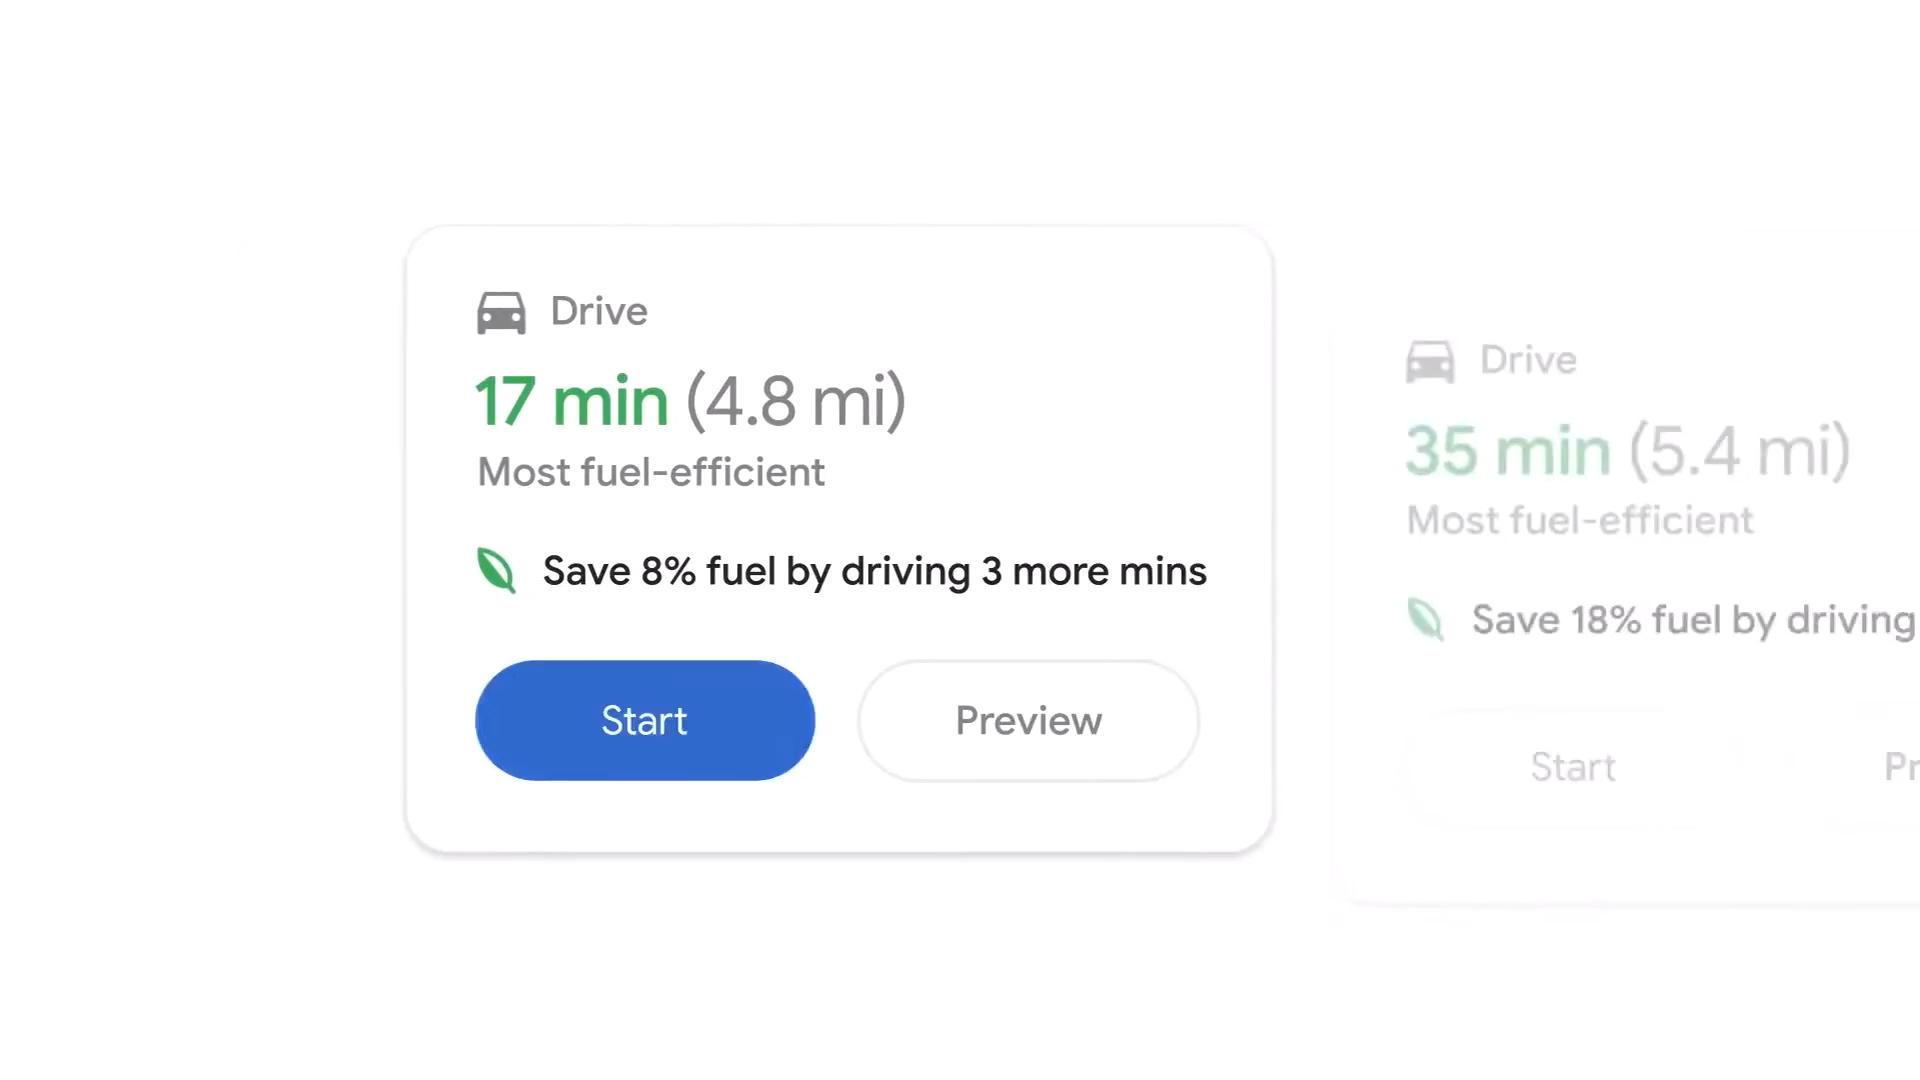 Drive
17 min (4.8 mi)
Most fuel-efficient
Save 8% fuel by driving 3 more mins
Start
Preview
Drive
35 min (5.4 mi)
Most fuel-efficient
Save 18% fuel by driving
Start